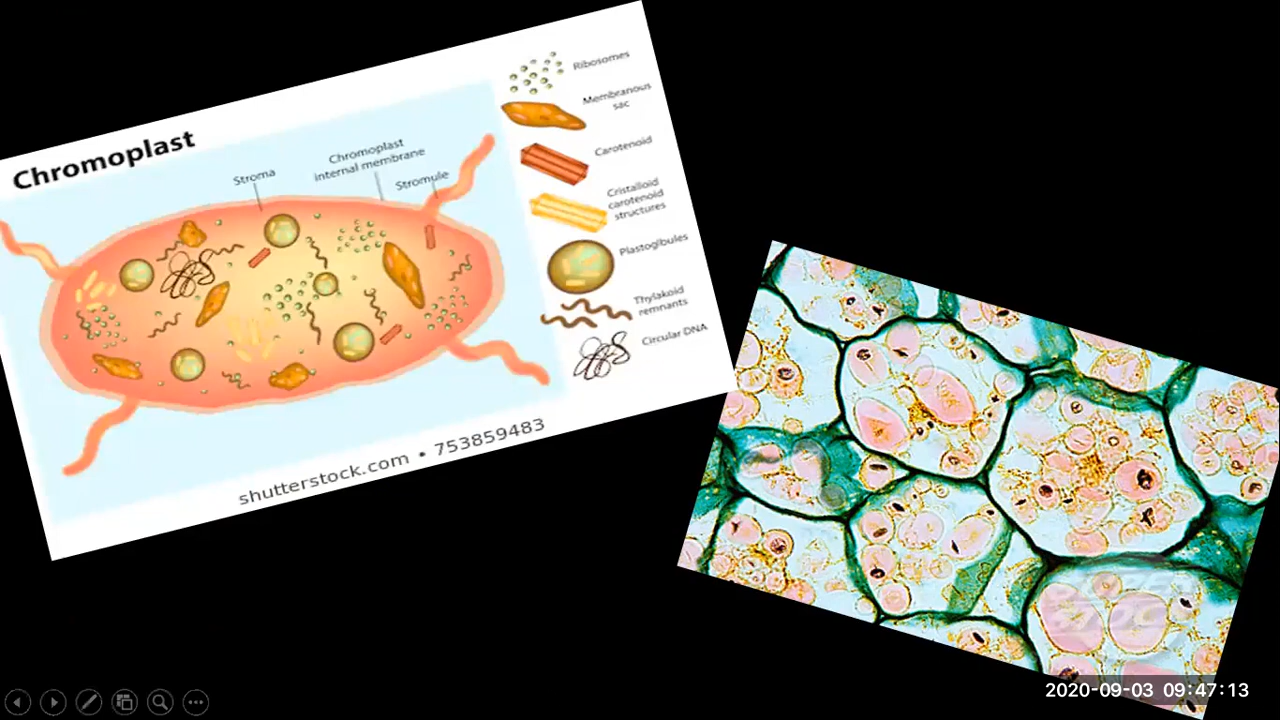 Chromoplast
Stroma
Chromoplast
internal membrane
Stromule
Ribosomes
Membranous
sac
Carotenoid
Cristalloid
carotenoid
structures
Plastoglbules
Thylakoid
remnants
Circular DNA
shutterstock.com • 753859483
2020-09-03 09:47:13